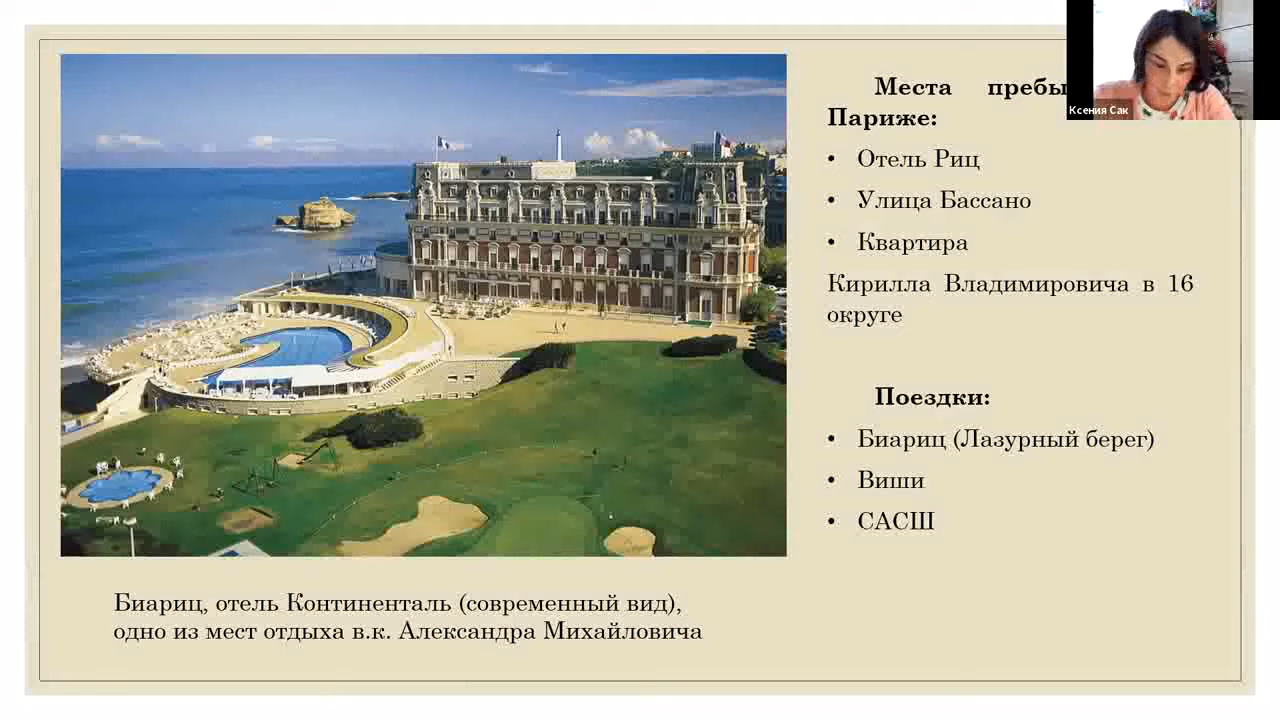 Места пребы
Париже:
• Отель Риц
• Улица Бассано
• Квартира
Кирилла Владимировича в 16
округе
Поездки:
• Биариц (Лазурный берег)
• Виши
• САСШ
Биариц, отель Континенталь (современный вид),
одно из мест отдыха в.к. Александра Михайловича
Ксения Сак